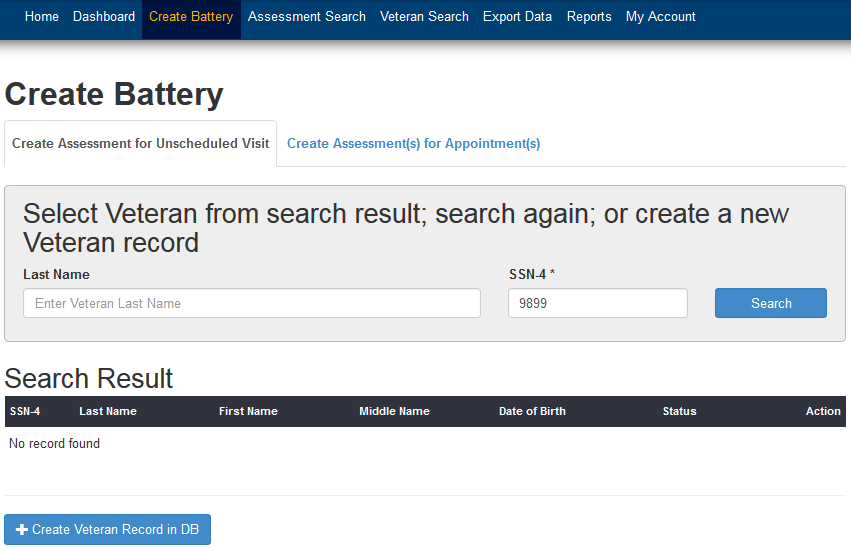 Home Dashboard Create Battery Assessment Search Veteran Search Export Data Reports My Account
Create Battery
Create Assessment for Unscheduled Visit Create Assessment(s) for Appointment(s)
Select Veteran from search result; search again; or create a new
Veteran record
Last Name SSN-4 *
Enter Veteran Last Name 9899 Search
Search Result
SSN-4 Last Name First Name Middle Name Date of Birth Status Action
No record found
Create Veteran Record in DB